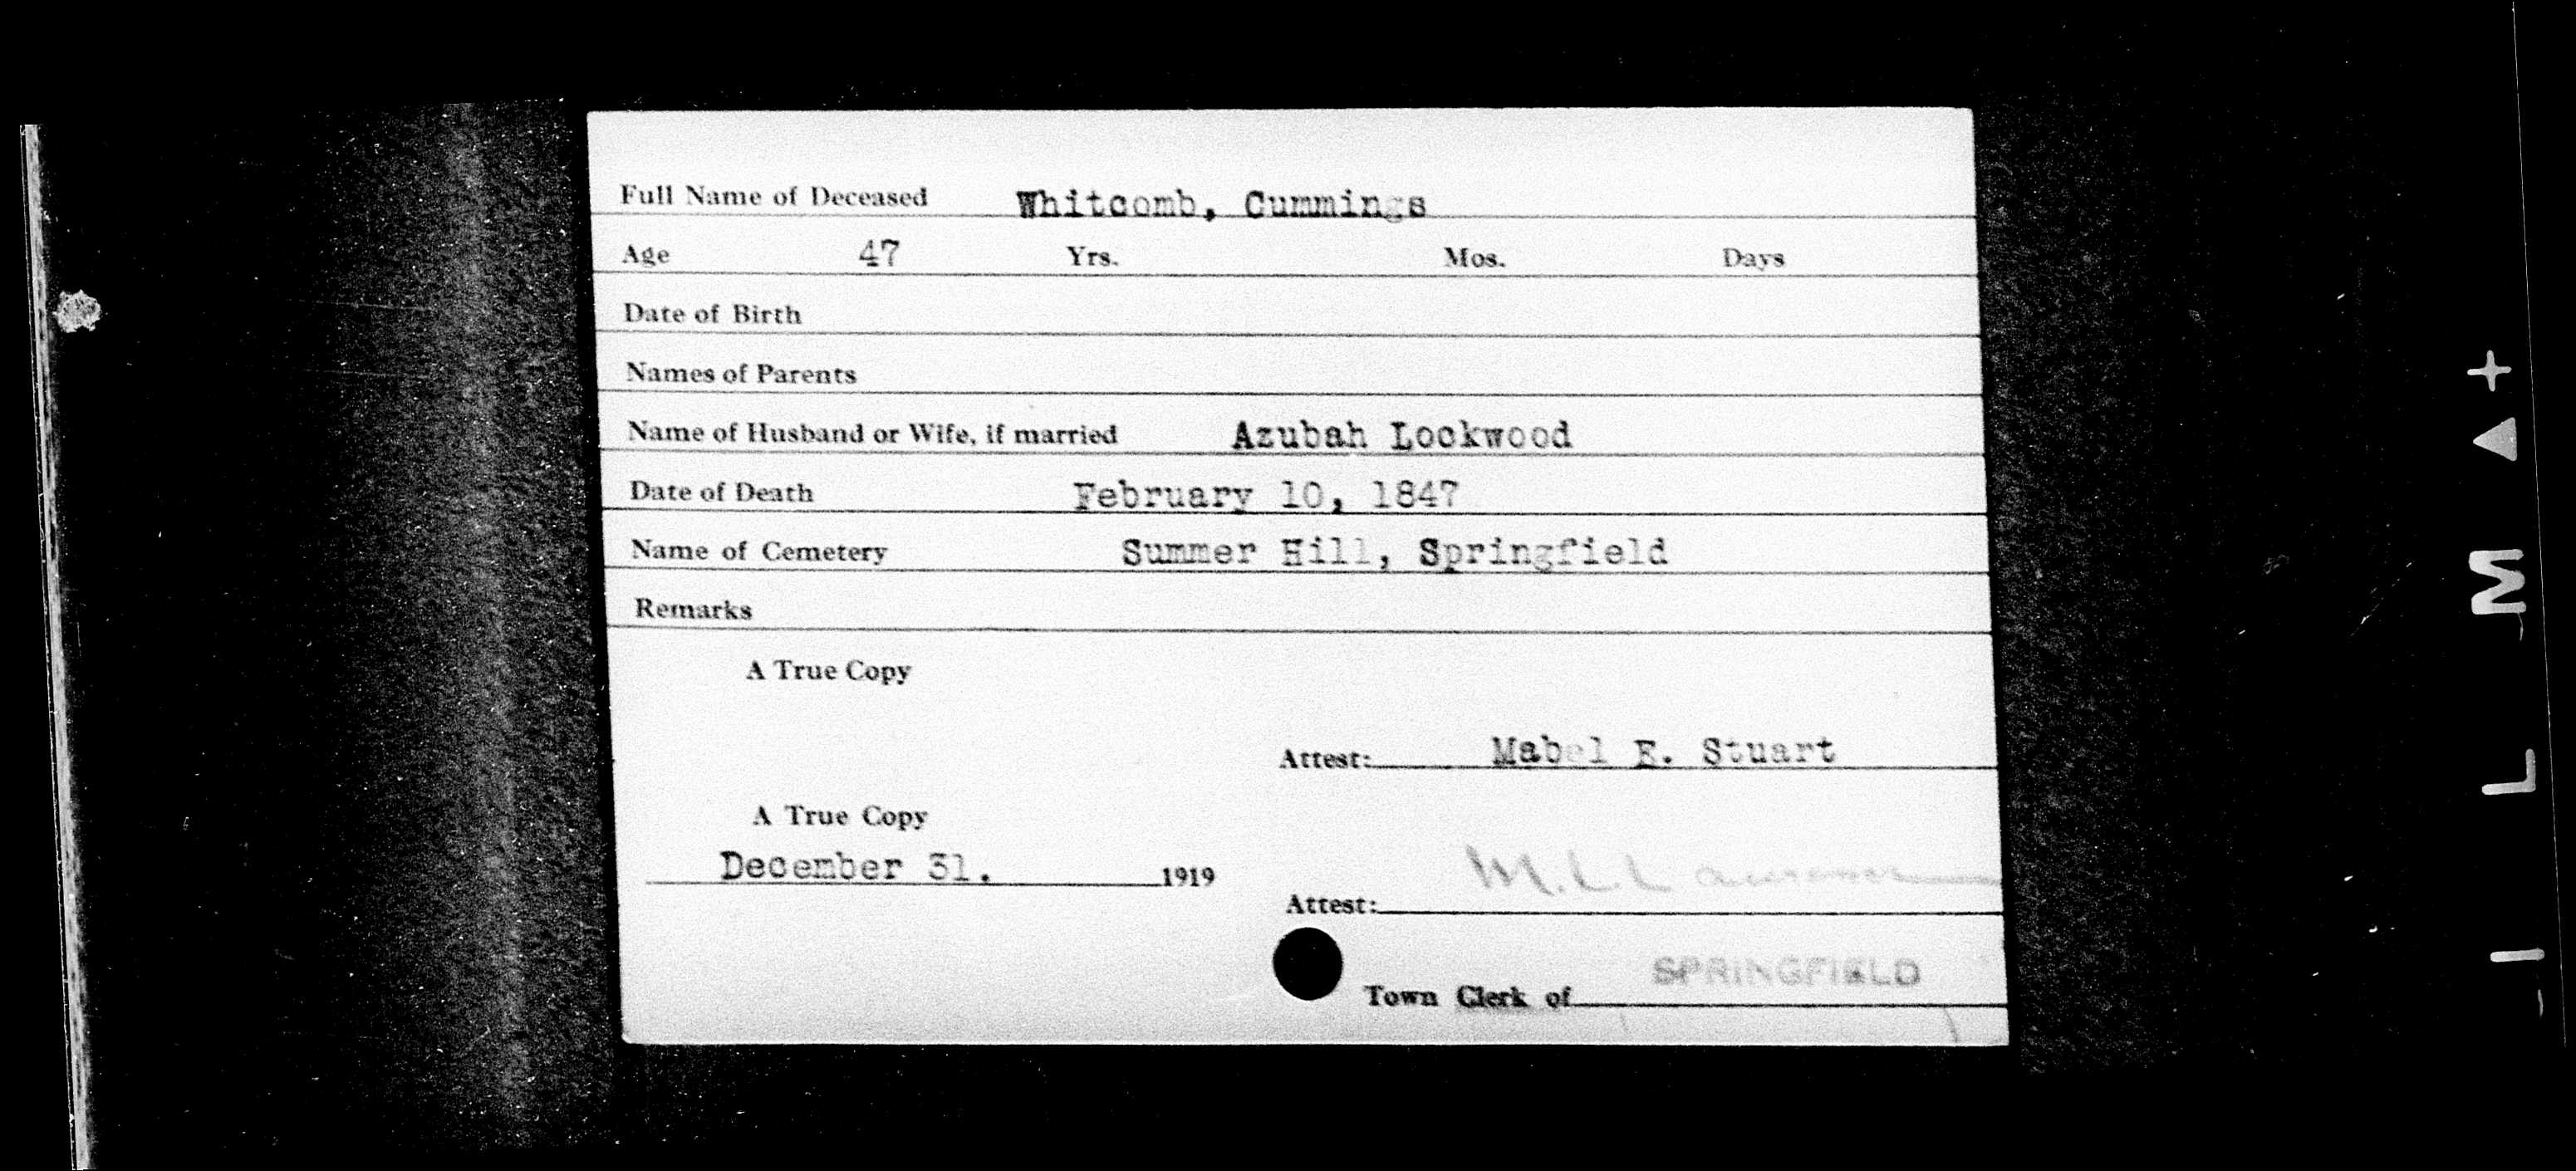 Full Name of Deceased Whitcomb, Cummings
Age 47 Yrs. Mos. Days
Date of Birth
Names of Parents
Name of Husband or Wife, if married Azubah Lockwood
Date of Death February 10, 1847
Name of Cemetery Summer Hill, Springfield
Remarks
A True Copy
Attest: Mabel E. Stuart
A True Copy
December 31. 1919
Attest: M. L. Lawrence
Town Clerk of SPRINGFIELD
M L I